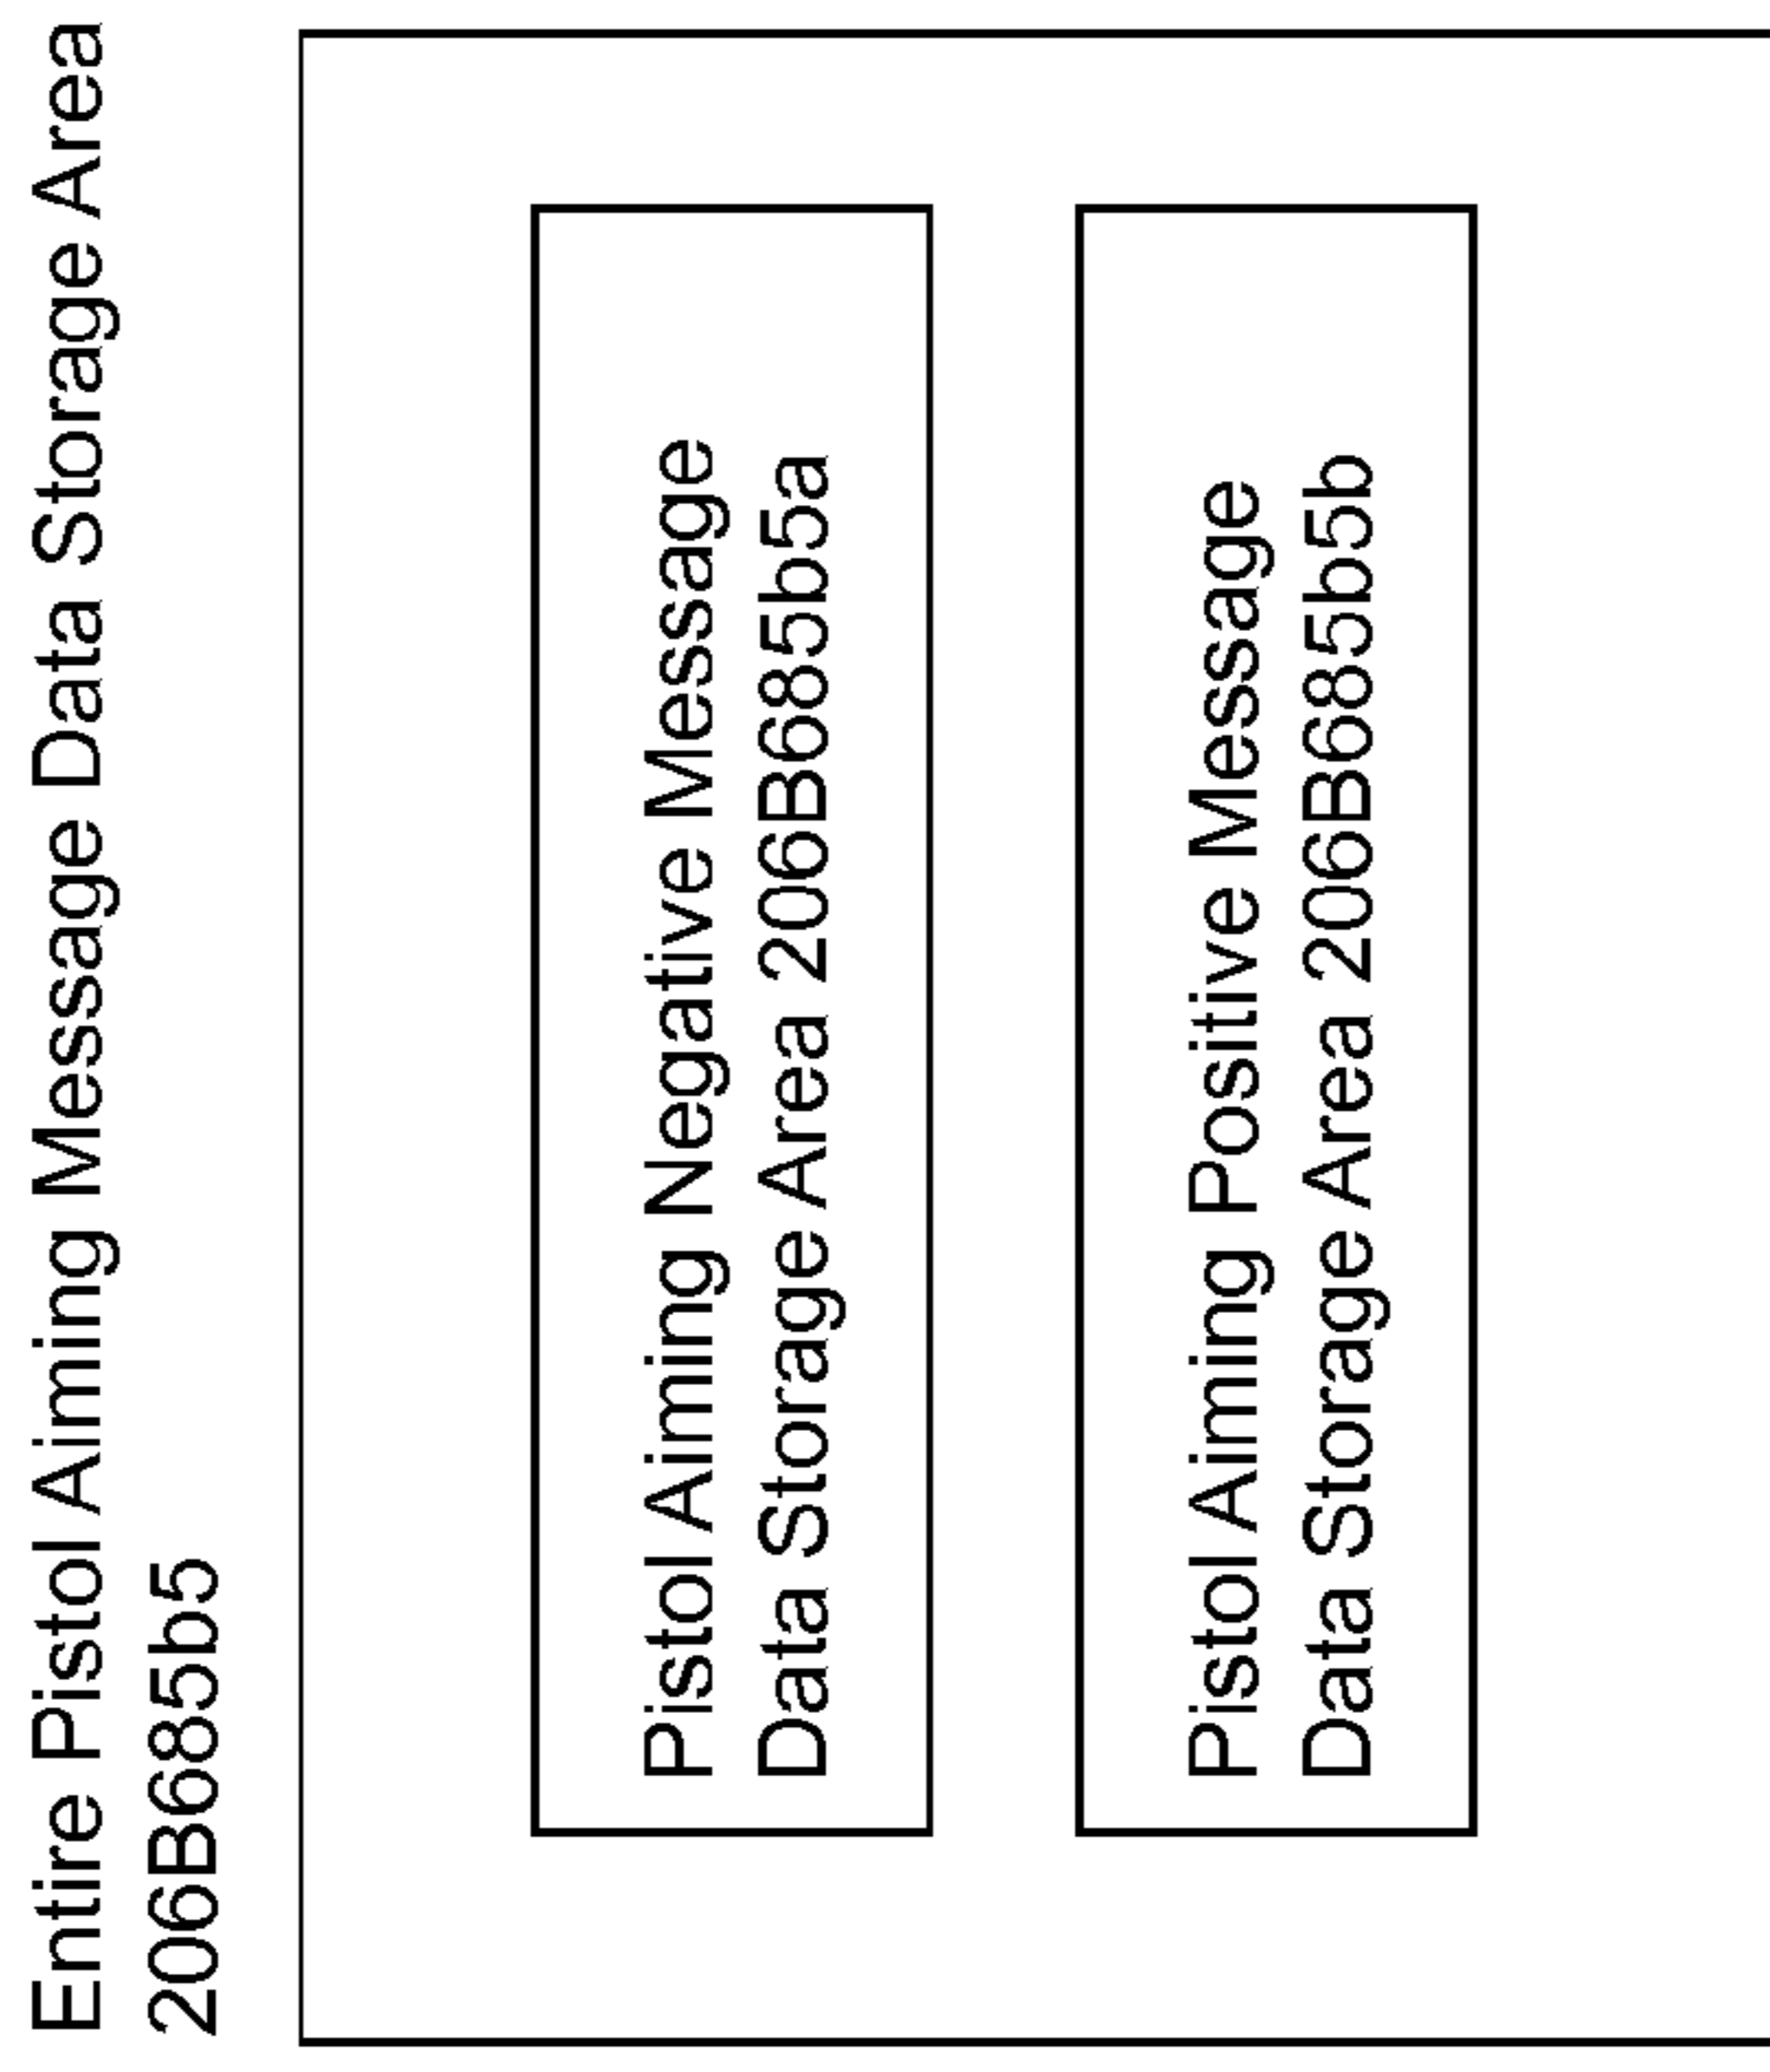 Entire Pistol Aiming Message Data Storage Area
206B685b5
Pistol Aiming Negative Message
Data Storage Area 206B685b5a
Pistol Aiming Positive Message
Data Storage Area 206B685b5b